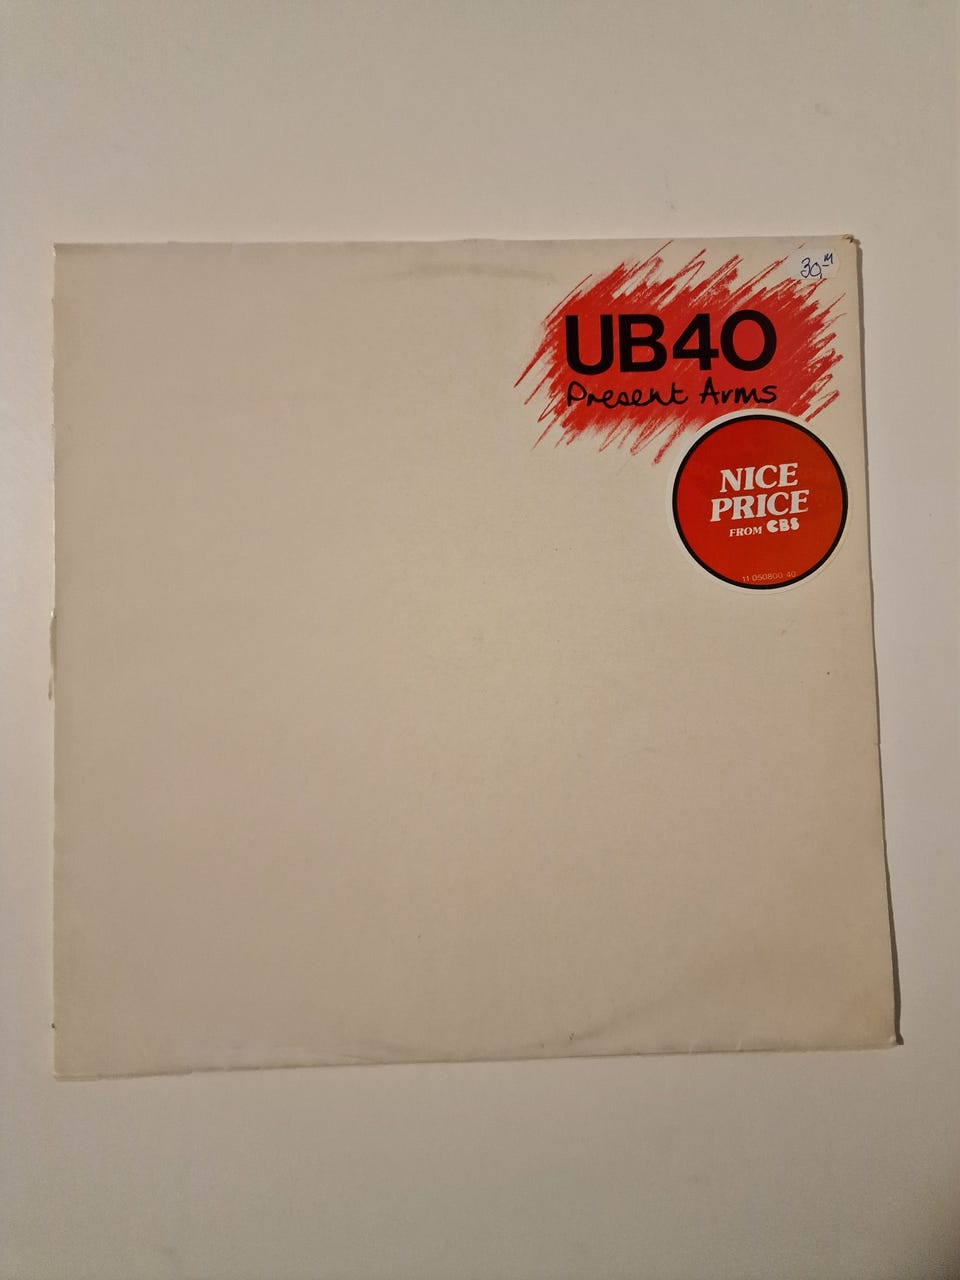 30,-
UB40
Present Arms
NICE
PRICE
FROM CBS
11 050800 40